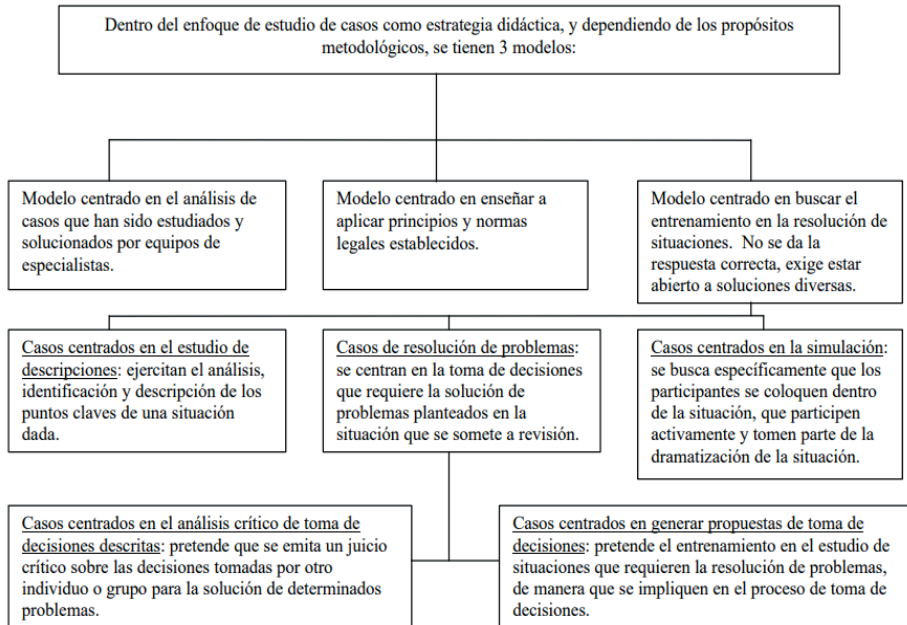 Dentro del enfoque de estudio de casos como estrategia didáctica, y dependiendo de los propósitos
metodológicos, se tienen 3 modelos:
Modelo centrado en el análisis de
casos que han sido estudiados y
solucionados por equipos de
especialistas.
Modelo centrado en enseñar a
aplicar principios y normas
legales establecidos.
Modelo centrado en buscar el
entrenamiento en la resolución de
situaciones. No se da la
respuesta correcta, exige estar
abierto a soluciones diversas.
Casos centrados en el estudio de
descripciones: ejercitan el análisis,
identificación y descripción de los
puntos claves de una situación
dada.
Casos de resolución de problemas:
se centran en la toma de decisiones
que requiere la solución de
problemas planteados en la
situación que se somete a revisión.
Casos centrados en la simulación:
se busca específicamente que los
participantes se coloquen dentro
de la situación, que participen
activamente y tomen parte de la
dramatización de la situación.
Casos centrados en el análisis crítico de toma de
decisiones descritas: pretende que se emita un juicio
crítico sobre las decisiones tomadas por otro
individuo o grupo para la solución de determinados
problemas.
Casos centrados en generar propuestas de toma de
decisiones: pretende el entrenamiento en el estudio de
situaciones que requieren la resolución de problemas,
de manera que se impliquen en el proceso de toma de
decisiones.